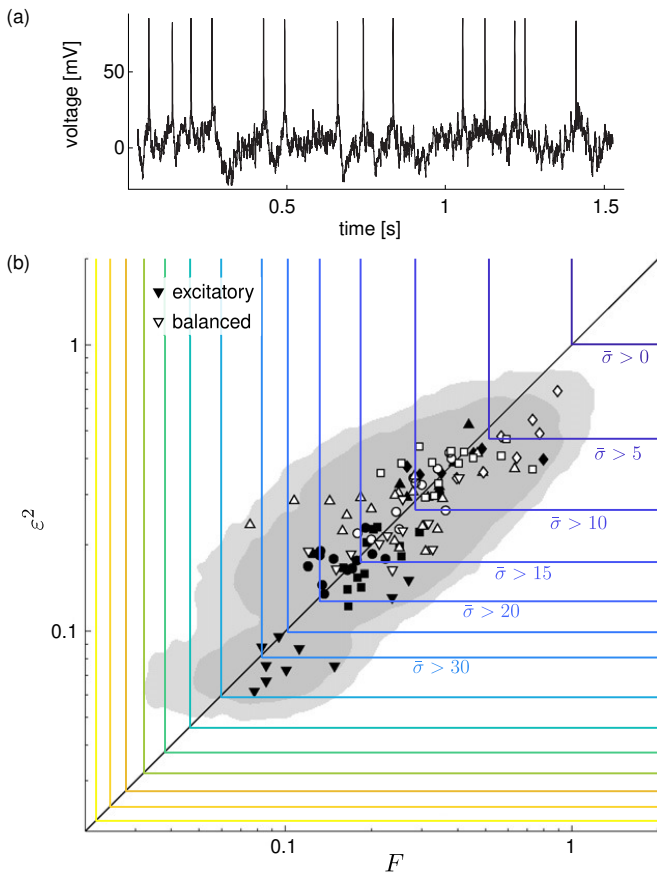 (a)
voltage [mV]
50
0
0.5
1
1.5
time [s]
(b)
▼ excitatory
▽ balanced
1
0.1
ε²
σ̄ > 0
σ̄ > 5
σ̄ > 10
σ̄ > 15
σ̄ > 20
σ̄ > 30
0.1
1
F